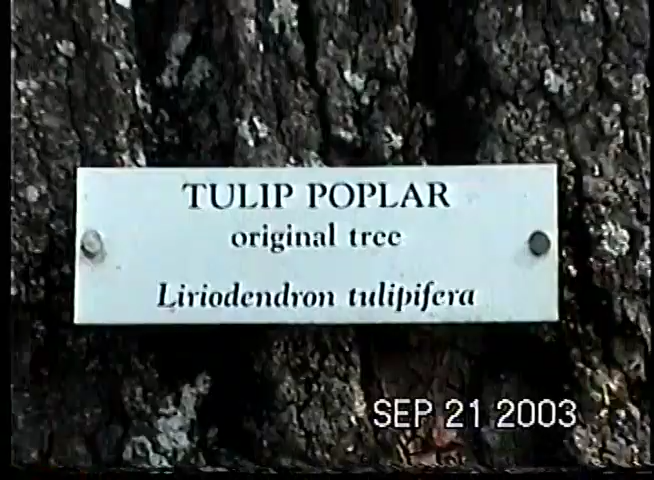 TULIP POPLAR
original tree
Liriodendron tulipifera
SEP 21 2003